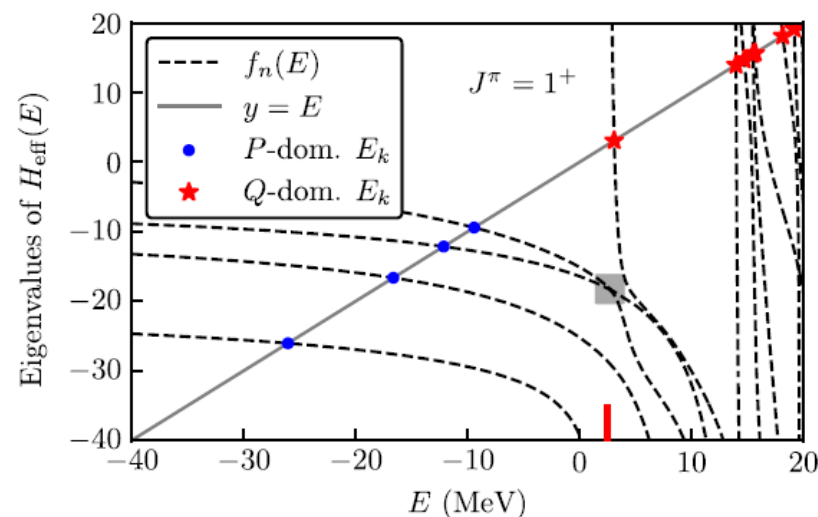 Eigenvalues of H_eff(E)
20
10
0
−10
−20
−30
−40
f_n(E)
y = E
P-dom. E_k
Q-dom. E_k
J^π = 1^+
−40 −30 −20 −10 0 10 20
E (MeV)